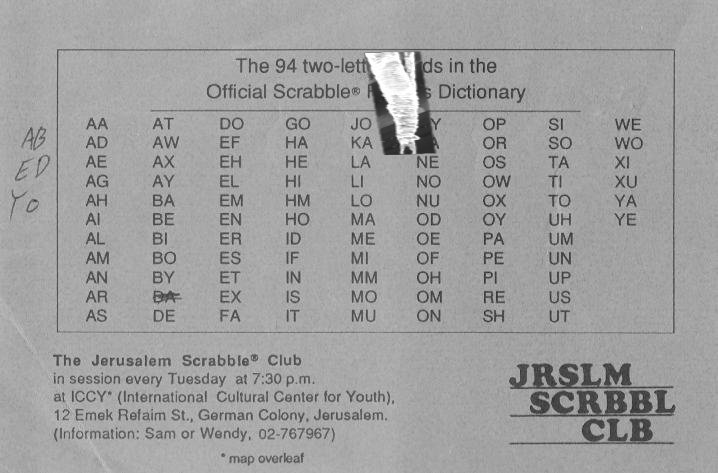 The 94 two-lett rds in the
Official Scrabble® s Dictionary
AB
ED
YO
AA AT DO GO JO Y OP SI WE
AD AW EF HA KA A OR SO WO
AE AX EH HE LA NE OS TA XI
AG AY EL HI LI NO OW TI XU
AH BA EM HM LO NU OX TO YA
AI BE EN HO MA OD OY UH YE
AL BI ER ID ME OE PA UM
AM BO ES IF MI OF PE UN
AN BY ET IN MM OH PI UP
AR EX IS MO OM RE US
AS DE FA IT MU ON SH UT
The Jerusalem Scrabble® Club
in session every Tuesday at 7:30 p.m.
at ICCY* (International Cultural Center for Youth),
12 Emek Refaim St., German Colony, Jerusalem.
(Information: Sam or Wendy, 02-767967)
* map overleaf
JRSLM
SCRBBL
CLB